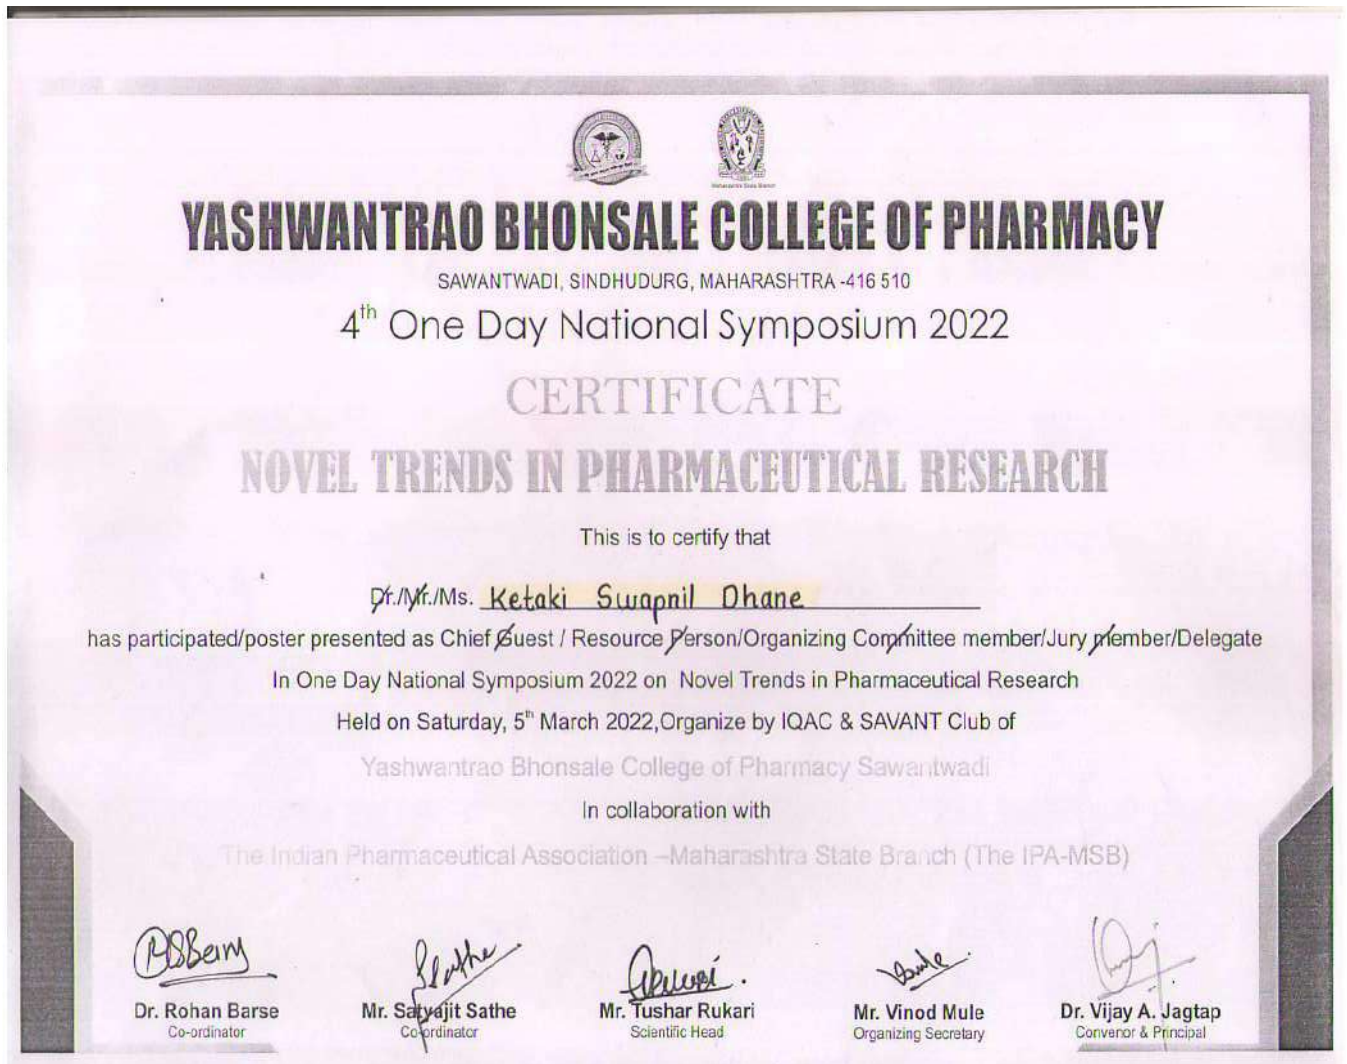 Maharashtra State Branch
YASHWANTRAO BHONSALE COLLEGE OF PHARMACY
SAWANTWADI, SINDHUDURG, MAHARASHTRA -416 510
4th One Day National Symposium 2022
CERTIFICATE
NOVEL TRENDS IN PHARMACEUTICAL RESEARCH
This is to certify that
Dr./Mr./Ms. Ketaki Swapnil Dhane
has participated/poster presented as Chief Guest / Resource Person/Organizing Committee member/Jury member/Delegate
In One Day National Symposium 2022 on Novel Trends in Pharmaceutical Research
Held on Saturday, 5th March 2022,Organize by IQAC & SAVANT Club of
Yashwantrao Bhonsale College of Pharmacy Sawantwadi
In collaboration with
The Indian Pharmaceutical Association –Maharashtra State Branch (The IPA-MSB)
Dr. Rohan Barse Mr. Satyajit Sathe Mr. Tushar Rukari Mr. Vinod Mule Dr. Vijay A. Jagtap
Co-ordinator Co-ordinator Scientific Head Organizing Secretary Convenor & Principal